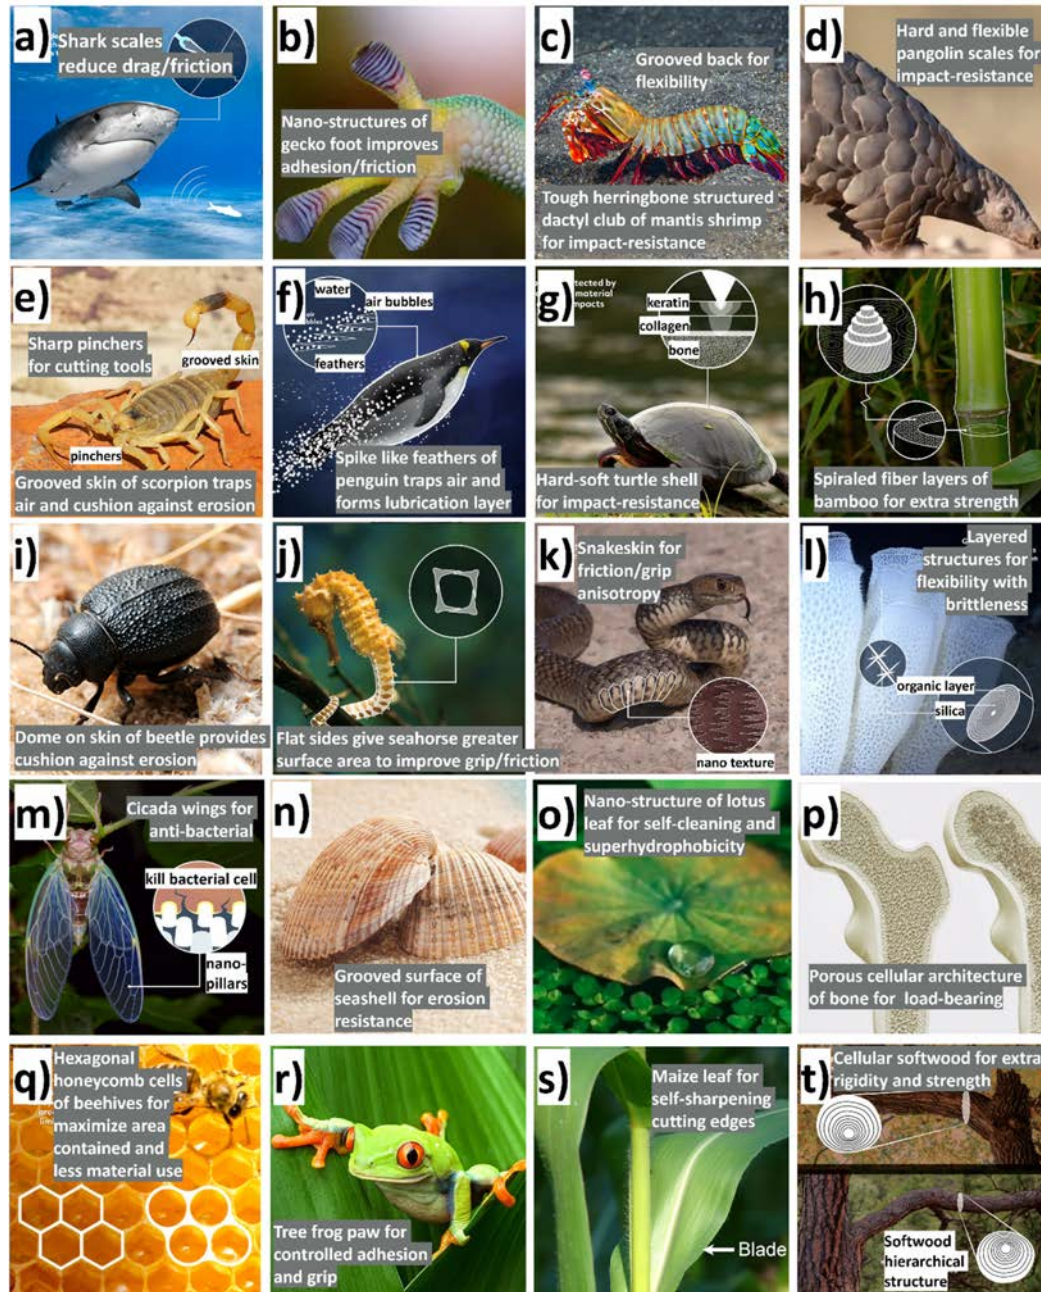 a)
Shark scales
reduce drag/friction
b)
Nano-structures of
gecko foot improves
adhesion/friction
c)
Grooved back for
flexibility
Tough herringbone structured
dactyl club of mantis shrimp
for impact-resistance
d)
Hard and flexible
pangolin scales for
impact-resistance
e)
Sharp pinchers
for cutting tools
grooved skin
pinchers
Grooved skin of scorpion traps
air and cushion against erosion
f)
water
air bubbles
feathers
Spike like feathers of
penguin traps air and
forms lubrication layer
g)
by
material
keratin
collagen
bone
Hard-soft turtle shell
for impact-resistance
h)
Spiraled fiber layers of
bamboo for extra strength
i)
Dome on skin of beetle provides
cushion against erosion
j)
Flat sides give seahorse greater
surface area to improve grip/friction
k)
Snakeskin for
friction/grip
anisotropy
nano texture
l)
Layered
structures for
flexibility with
brittleness
organic layer
silica
m)
Cicada wings for
anti-bacterial
kill bacterial cell
nano-
pillars
n)
Grooved surface of
seashell for erosion
resistance
o)
Nano-structure of lotus
leaf for self-cleaning and
superhydrophobicity
p)
Porous cellular architecture
of bone for load-bearing
q)
Hexagonal
honeycomb cells
of beehives for
maximize area
contained and
less material use
r)
Tree frog paw for
controlled adhesion
and grip
s)
Maize leaf for
self-sharpening
cutting edges
Blade
t)
Cellular softwood for extra
rigidity and strength
Softwood
hierarchical
structure